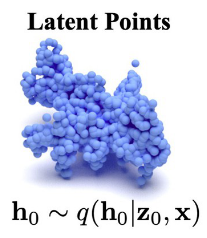 Latent Points
h₀ ∼ q(h₀|z₀, x)